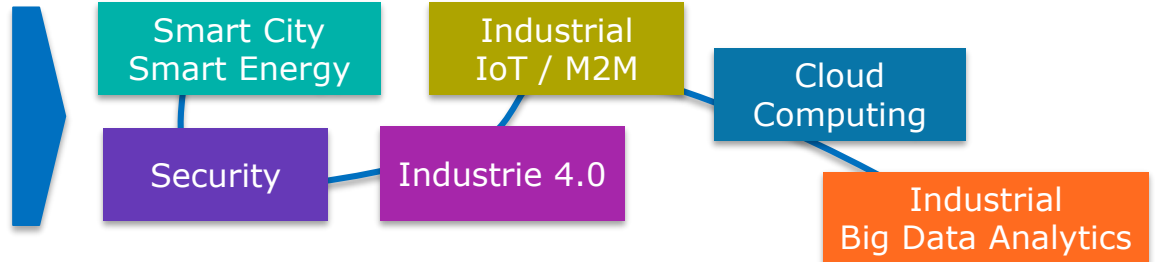 Smart City
Smart Energy
Industrial
IoT / M2M
Cloud
Computing
Security
Industrie 4.0
Industrial
Big Data Analytics